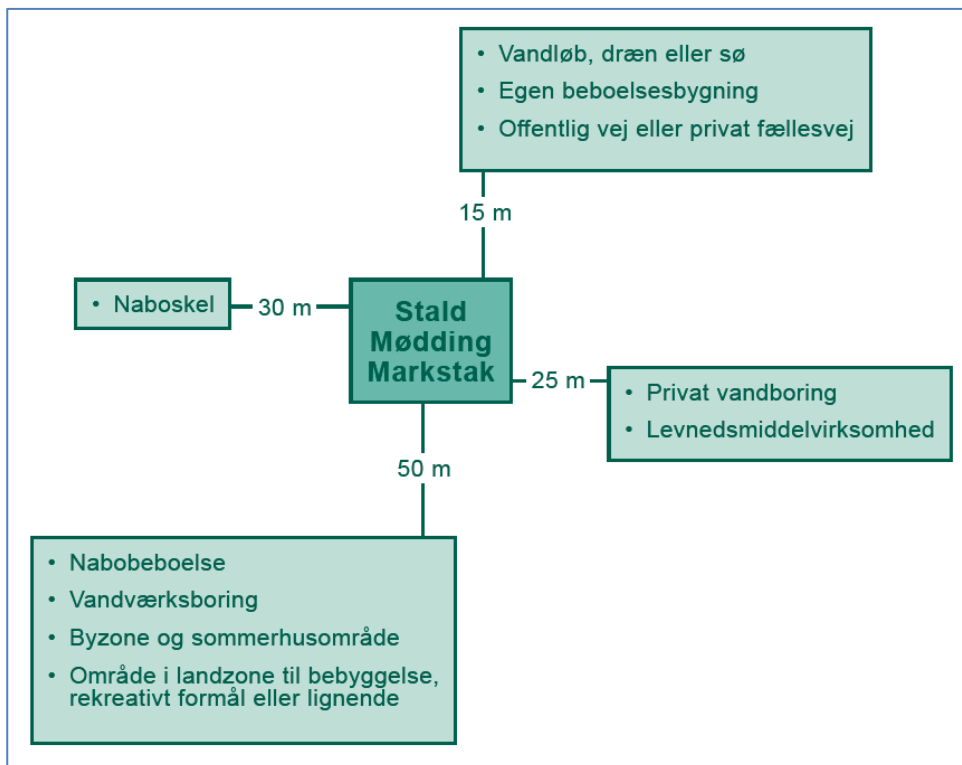 • Vandløb, dræn eller sø
• Egen beboelsesbygning
• Offentlig vej eller privat fællesvej
15 m
• Naboskel
30 m
Stald
Mødding
Markstak
25 m
• Privat vandboring
• Levnedsmiddelvirksomhed
50 m
• Nabobeboelse
• Vandværksboring
• Byzone og sommerhusområde
• Område i landzone til bebyggelse,
rekreativt formål eller lignende